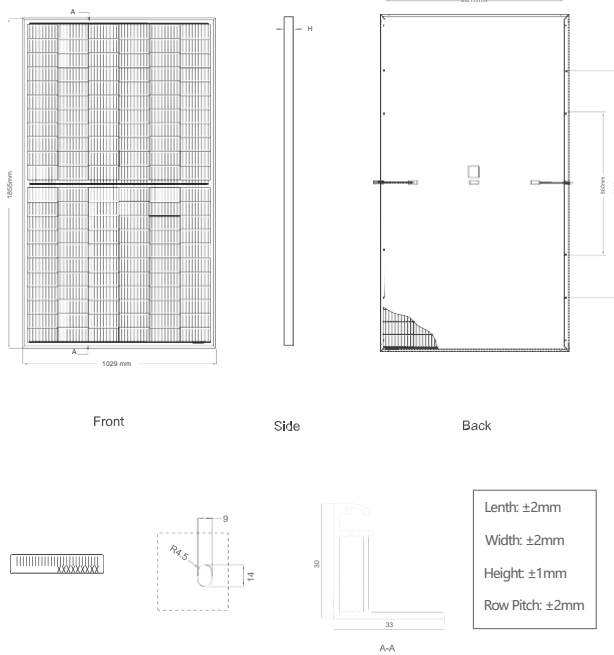 A
H
1855mm
860mm
A
1029 mm
Front
Side
Back
9
R4.5
14
30
33
A-A
Lenth: ±2mm
Width: ±2mm
Height: ±1mm
Row Pitch: ±2mm